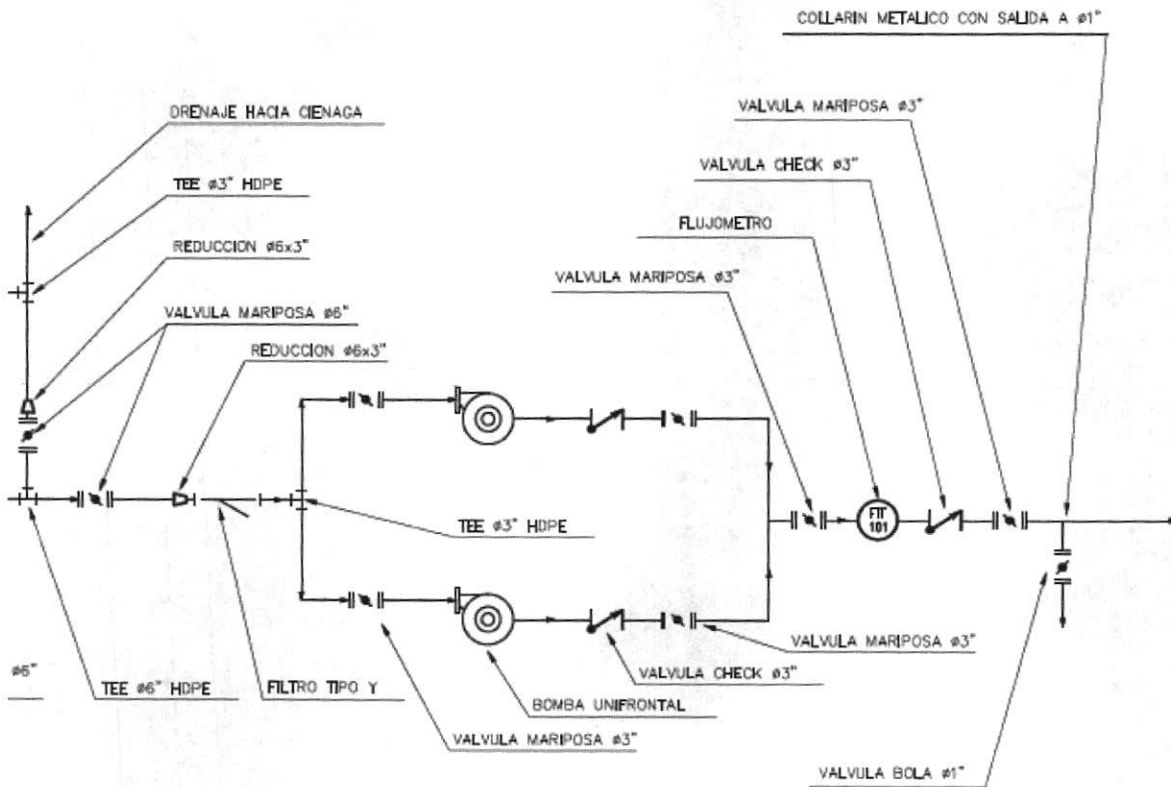 COLLARIN METALICO CON SALIDA A ø1"
DRENAJE HACIA CIENAGA
VALVULA MARIPOSA ø3"
TEE ø3" HDPE
VALVULA CHECK ø3"
REDUCCION ø6x3"
FLUJOMETRO
VALVULA MARIPOSA ø3"
VALVULA MARIPOSA ø6"
REDUCCION ø6x3"
FIT
101
TEE ø3" HDPE
VALVULA MARIPOSA ø3"
ø6"
VALVULA CHECK ø3"
TEE ø6" HDPE
FILTRO TIPO Y
BOMBA UNIFRONTAL
VALVULA MARIPOSA ø3"
VALVULA BOLA ø1"